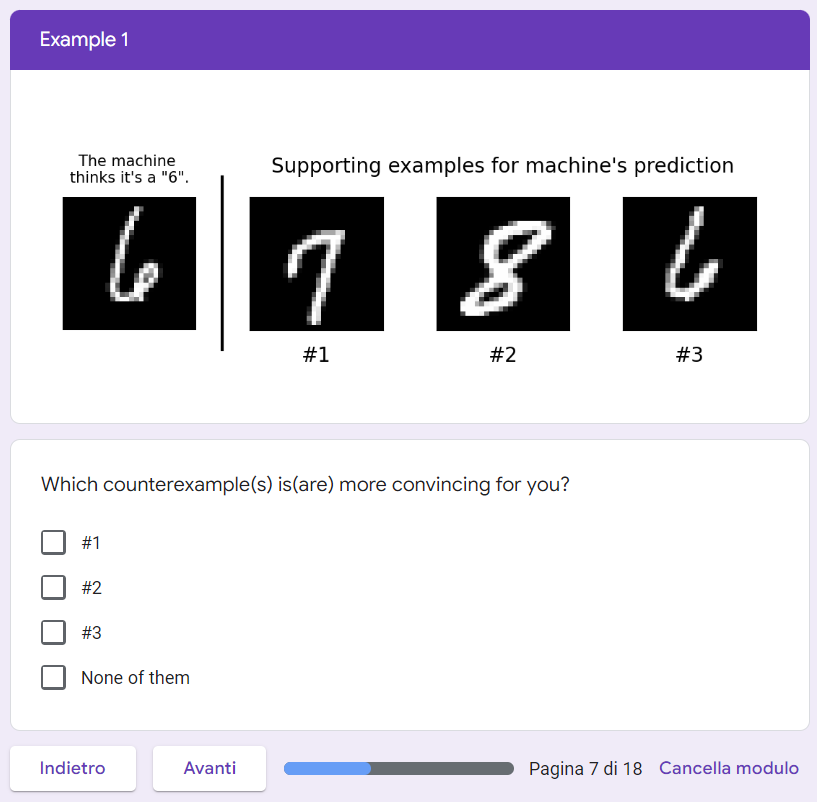 Example 1
The machine
thinks it's a "6".
Supporting examples for machine's prediction
#1
#2
#3
Which counterexample(s) is(are) more convincing for you?
#1
#2
#3
None of them
Indietro
Avanti
Pagina 7 di 18
Cancella modulo